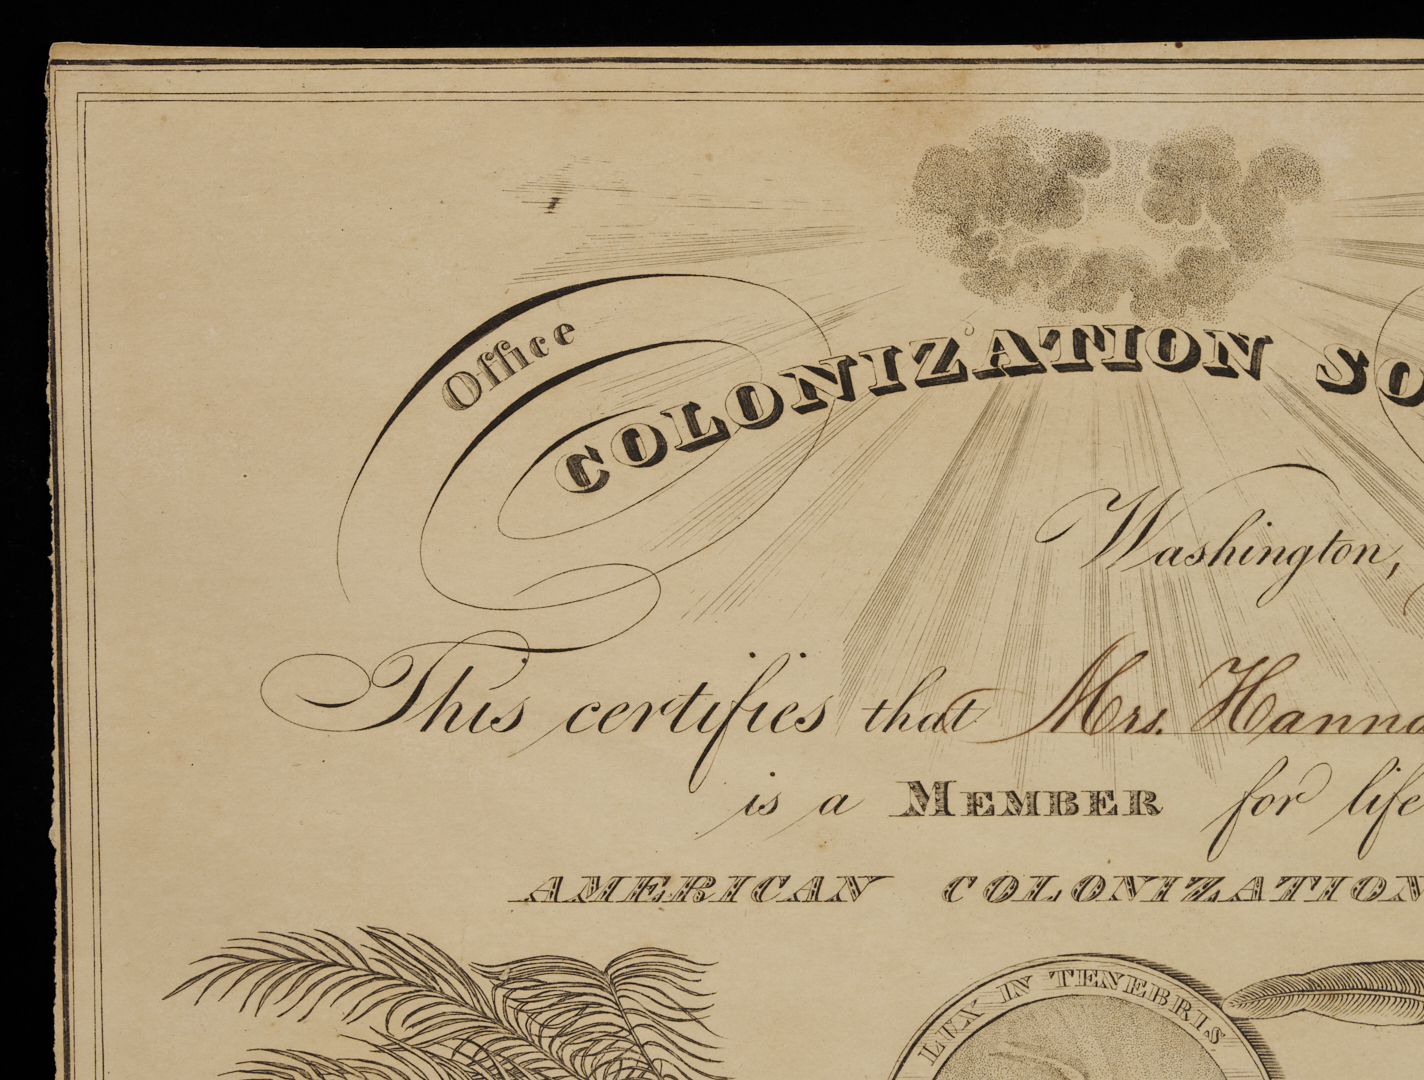 Office
COLONIZATION SO
Washington,
This certifies that Mrs. Hanna
is a MEMBER for life
AMERICAN COLONIZATION
LUX IN TENEBRIS